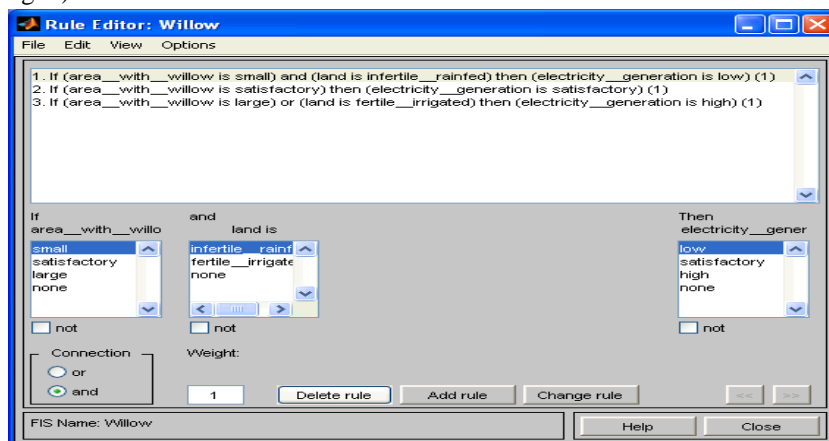 Rule Editor: Willow
File Edit View Options
1. If (area__with__willow is small) and (land is infertile__rainfed) then (electricity__generation is low) (1)
2. If (area__with__willow is satisfactory) then (electricity__generation is satisfactory) (1)
3. If (area__with__willow is large) or (land is fertile__irrigated) then (electricity__generation is high) (1)
If and Then
area__with__willo land is electricity__gener
small infertile__rainf low
satisfactory fertile__irrigate satisfactory
large none high
none none
not not not
Connection Weight:
or
and 1 Delete rule Add rule Change rule << >>
FIS Name: Willow Help Close